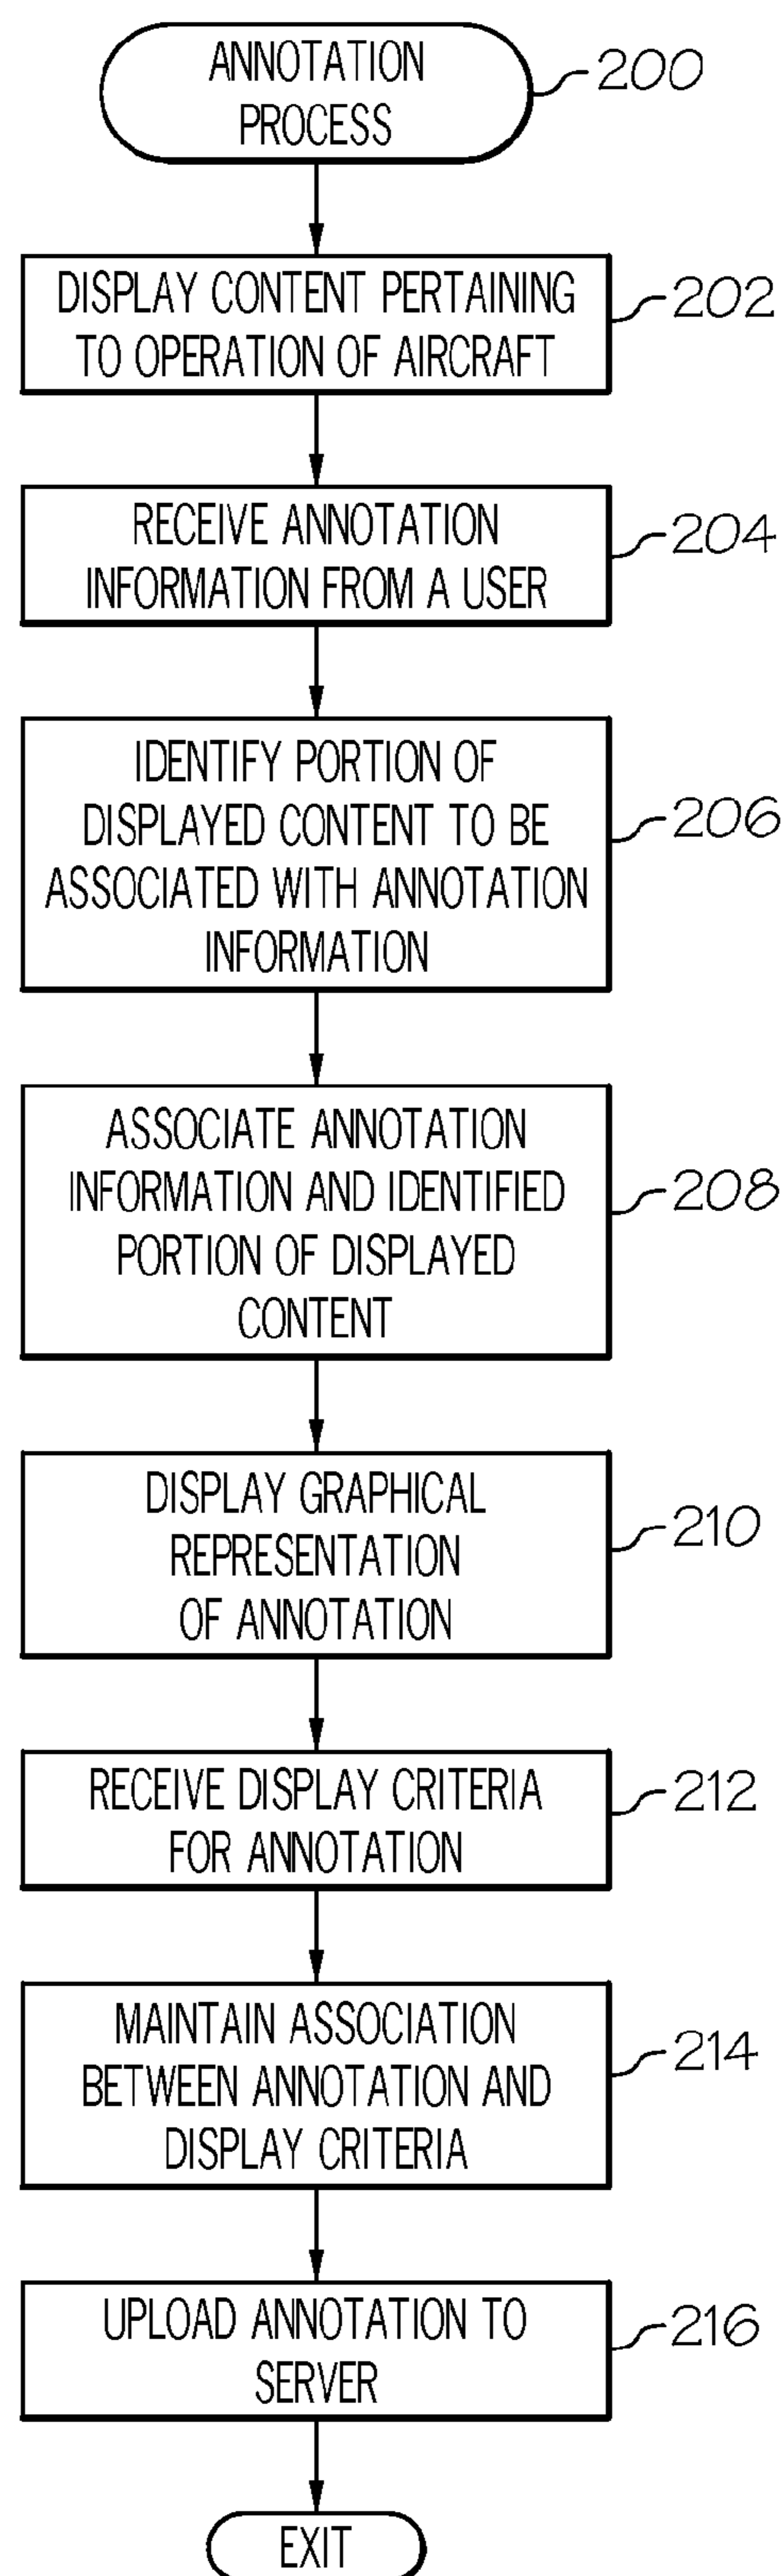 ANNOTATION
PROCESS
200
DISPLAY CONTENT PERTAINING
TO OPERATION OF AIRCRAFT
202
RECEIVE ANNOTATION
INFORMATION FROM A USER
204
IDENTIFY PORTION OF
DISPLAYED CONTENT TO BE
ASSOCIATED WITH ANNOTATION
INFORMATION
206
ASSOCIATE ANNOTATION
INFORMATION AND IDENTIFIED
PORTION OF DISPLAYED
CONTENT
208
DISPLAY GRAPHICAL
REPRESENTATION
OF ANNOTATION
210
RECEIVE DISPLAY CRITERIA
FOR ANNOTATION
212
MAINTAIN ASSOCIATION
BETWEEN ANNOTATION AND
DISPLAY CRITERIA
214
UPLOAD ANNOTATION TO
SERVER
216
EXIT